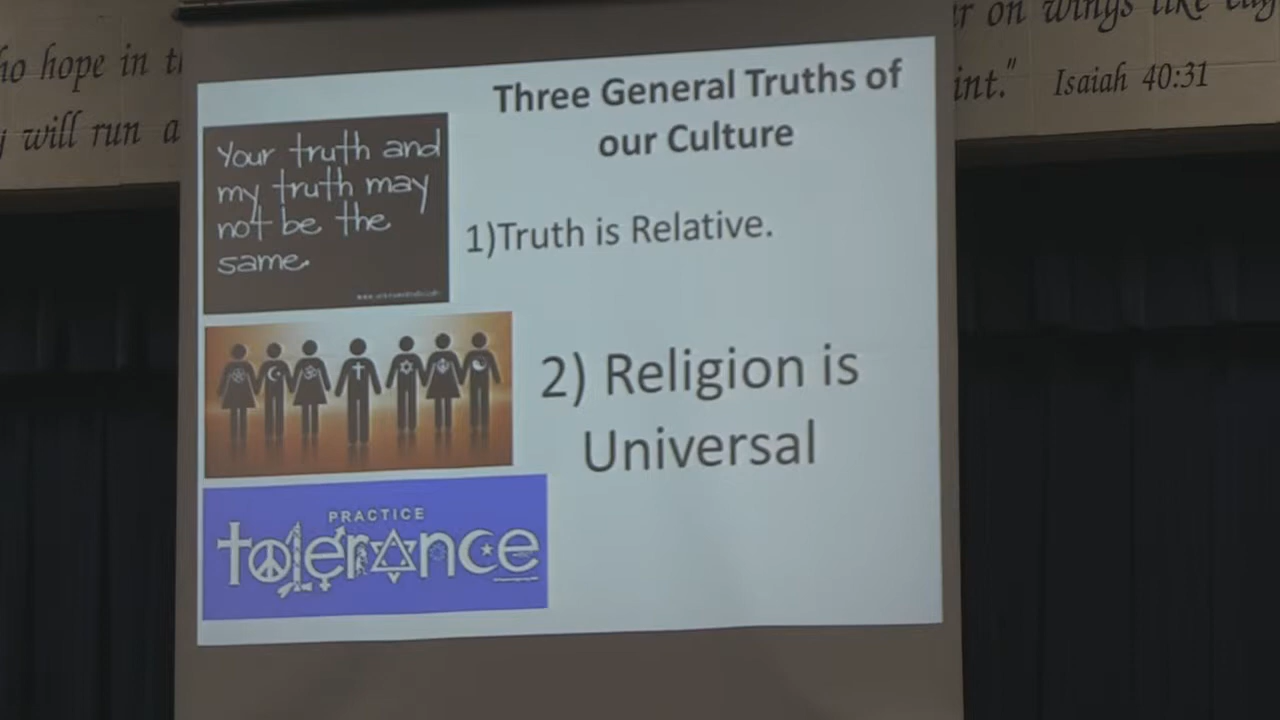 ho hope in
will run a
on wings like
int."
Isaiah 40:31
Three General Truths of
our Culture
Your truth and
my truth may
not be the
same.
1)Truth is Relative.
2) Religion is
Universal
PRACTICE
tolerance